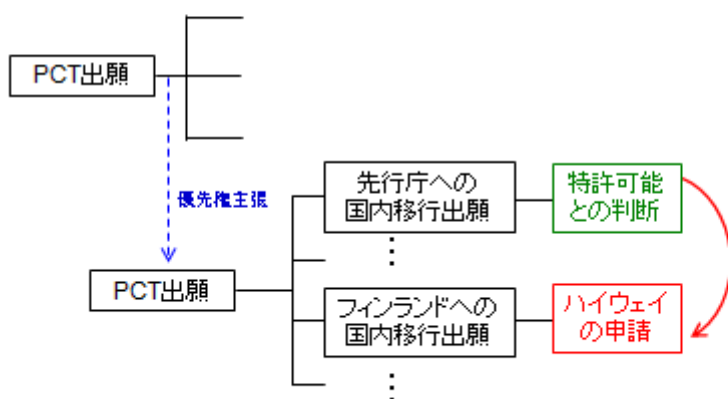 PCT出願
優先権主張
PCT出願
先行庁への
国内移行出願
特許可能
との判断
フィンランドへの
国内移行出願
ハイウェイ
の申請